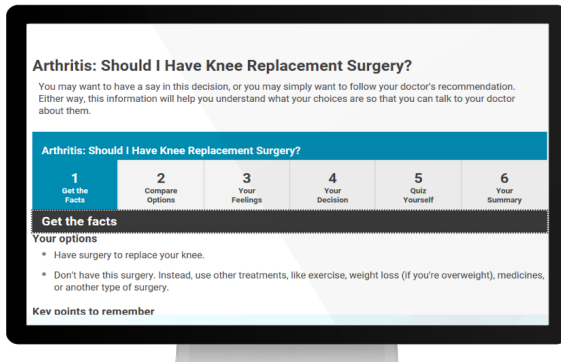 Arthritis: Should I Have Knee Replacement Surgery?
You may want to have a say in this decision, or you may simply want to follow your doctor's recommendation.
Either way, this information will help you understand what your choices are so that you can talk to your doctor
about them.
Arthritis: Should I Have Knee Replacement Surgery?
1
Get the
Facts
2
Compare
Options
3
Your
Feelings
4
Your
Decision
5
Quiz
Yourself
6
Your
Summary
Get the facts
Your options
• Have surgery to replace your knee.
• Don't have this surgery. Instead, use other treatments, like exercise, weight loss (if you're overweight), medicines,
or another type of surgery.
Key points to remember